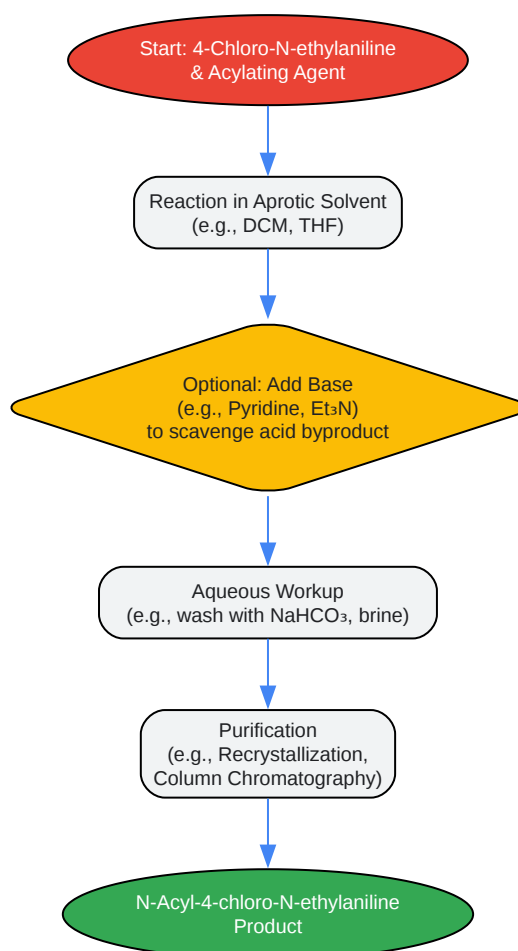 Start: 4-Chloro-N-ethylaniline
& Acylating Agent
Reaction in Aprotic Solvent
(e.g., DCM, THF)
Optional: Add Base
(e.g., Pyridine, Et₃N)
to scavenge acid byproduct
Aqueous Workup
(e.g., wash with NaHCO₃, brine)
Purification
(e.g., Recrystallization,
Column Chromatography)
N-Acyl-4-chloro-N-ethylaniline
Product